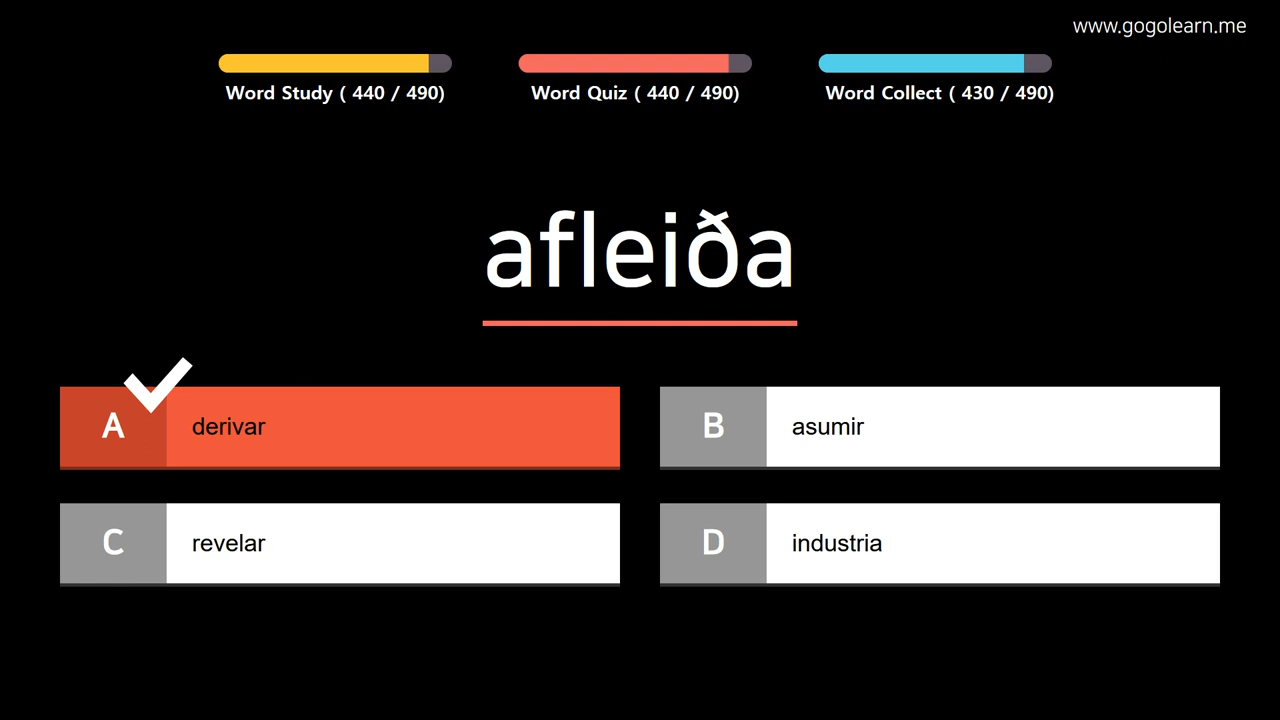 www.gogolearn.me
Word Study ( 440 / 490)
Word Quiz ( 440 / 490)
Word Collect ( 430 / 490)
afleiða
A derivar
B asumir
C revelar
D industria